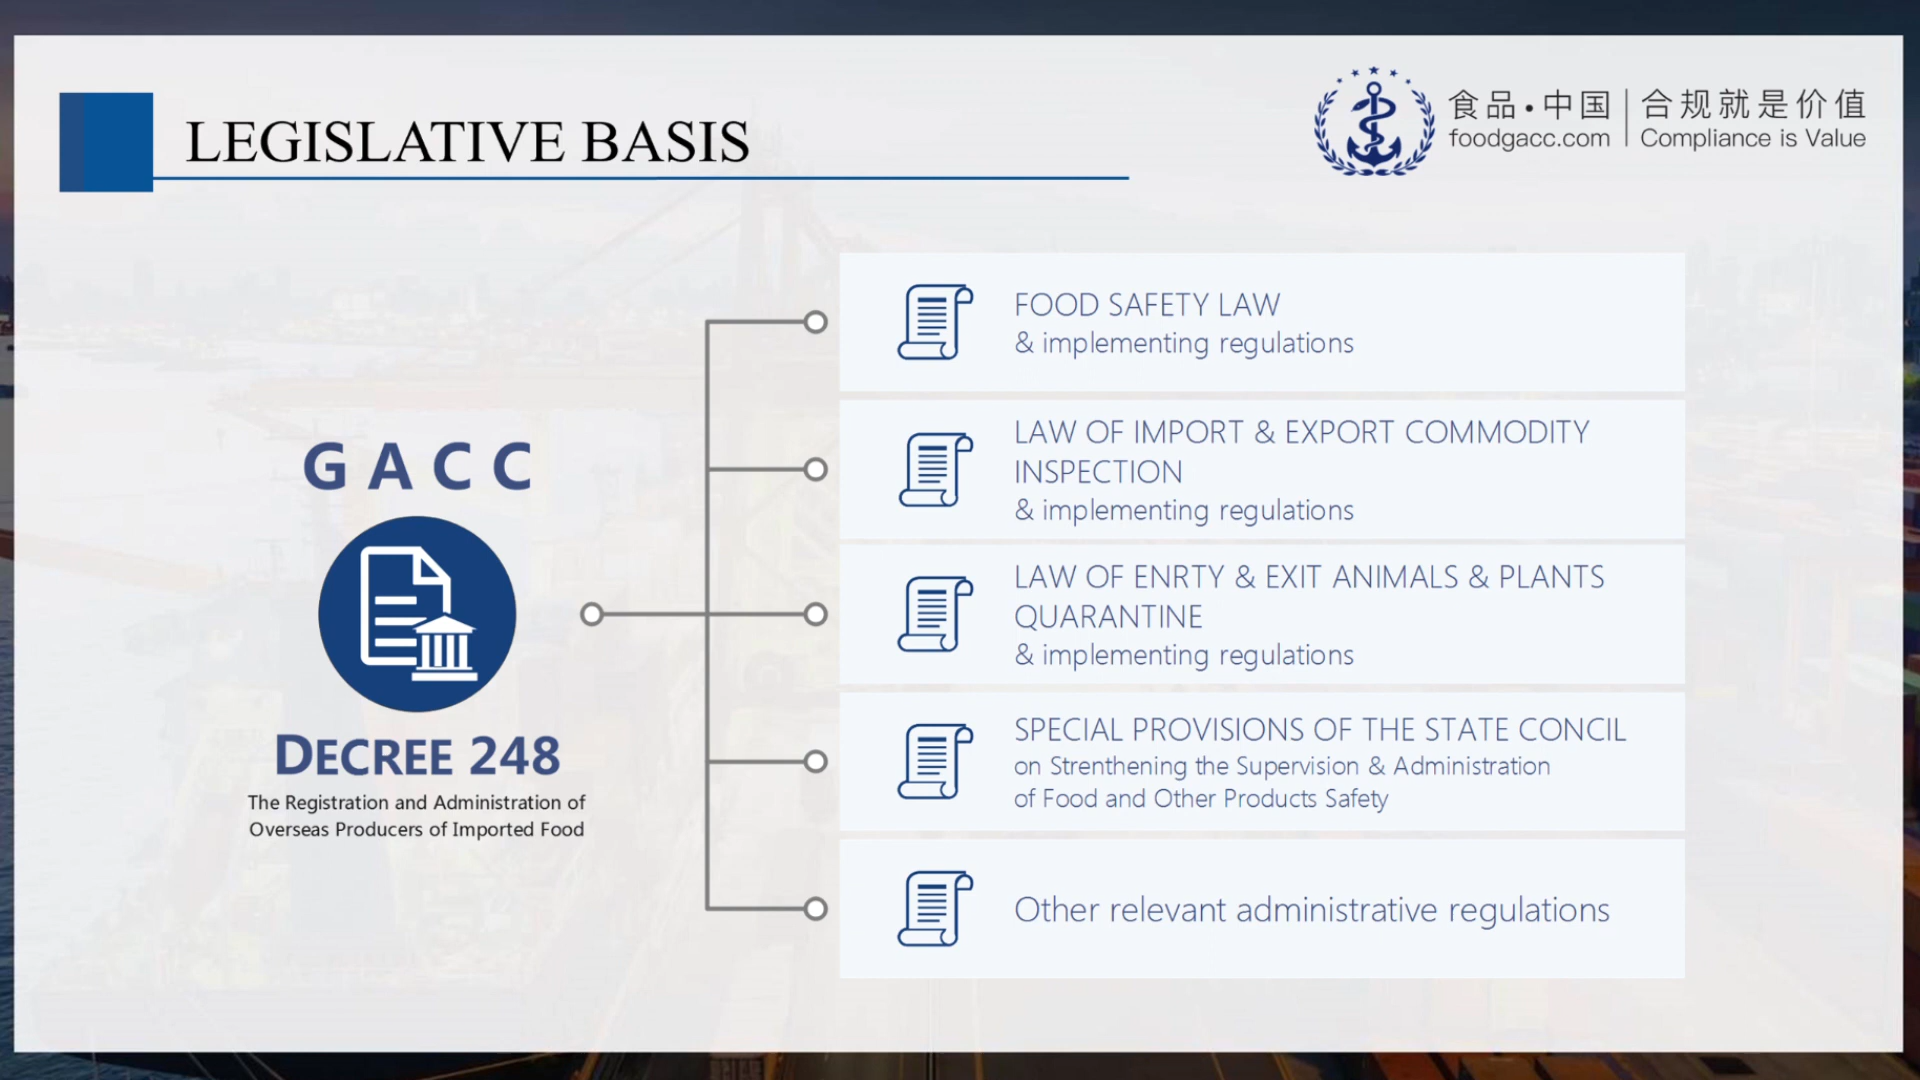 LEGISLATIVE BASIS
食品•中国 | 合规就是价值
foodgacc.com | Compliance is Value
GACC
DECREE 248
The Registration and Administration of
Overseas Producers of Imported Food
FOOD SAFETY LAW
& implementing regulations
LAW OF IMPORT & EXPORT COMMODITY
INSPECTION
& implementing regulations
LAW OF ENRTY & EXIT ANIMALS & PLANTS
QUARANTINE
& implementing regulations
SPECIAL PROVISIONS OF THE STATE CONCIL
on Strenthening the Supervision & Administration
of Food and Other Products Safety
Other relevant administrative regulations